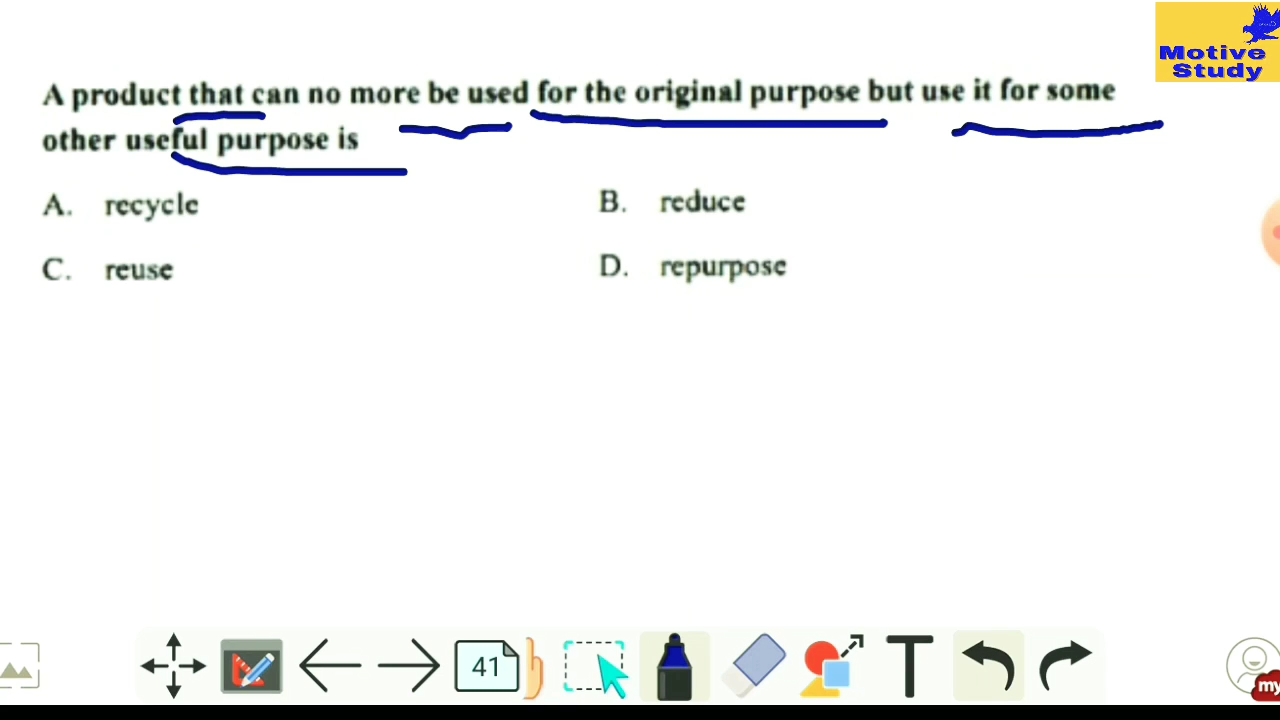 Motive
Study
A product that can no more be used for the original purpose but use it for some
other useful purpose is
A. recycle
B. reduce
C. reuse
D. repurpose
41
T
my